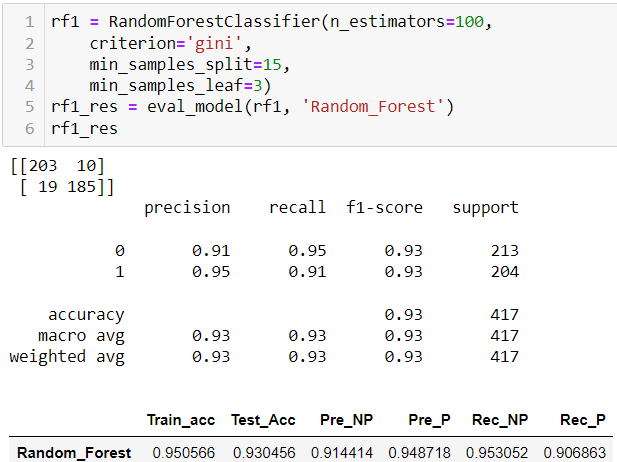 1 rf1 = RandomForestClassifier(n_estimators=100,
2     criterion='gini',
3     min_samples_split=15,
4     min_samples_leaf=3)
5 rf1_res = eval_model(rf1, 'Random_Forest')
6 rf1_res
[[203  10]
 [ 19 185]]
              precision    recall  f1-score   support
           0       0.91      0.95      0.93       213
           1       0.95      0.91      0.93       204
    accuracy                           0.93       417
   macro avg       0.93      0.93      0.93       417
weighted avg       0.93      0.93      0.93       417
Train_acc Test_Acc Pre_NP Pre_P Rec_NP Rec_P
Random_Forest 0.950566 0.930456 0.914414 0.948718 0.953052 0.906863